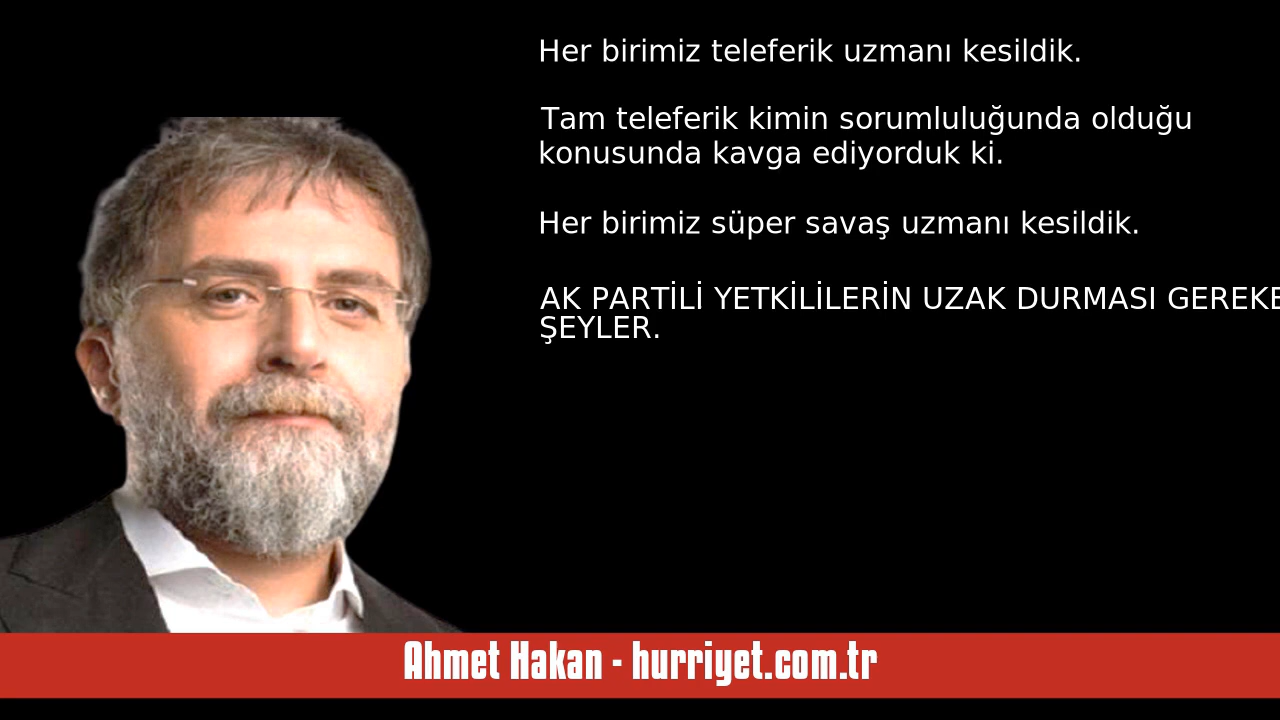 Her birimiz teleferik uzmanı kesildik.
Tam teleferik kimin sorumluluğunda olduğu
konusunda kavga ediyorduk ki.
Her birimiz süper savaş uzmanı kesildik.
AK PARTİLİ YETKİLİLERİN UZAK DURMASI GEREKE
ŞEYLER.
Ahmet Hakan - hurriyet.com.tr